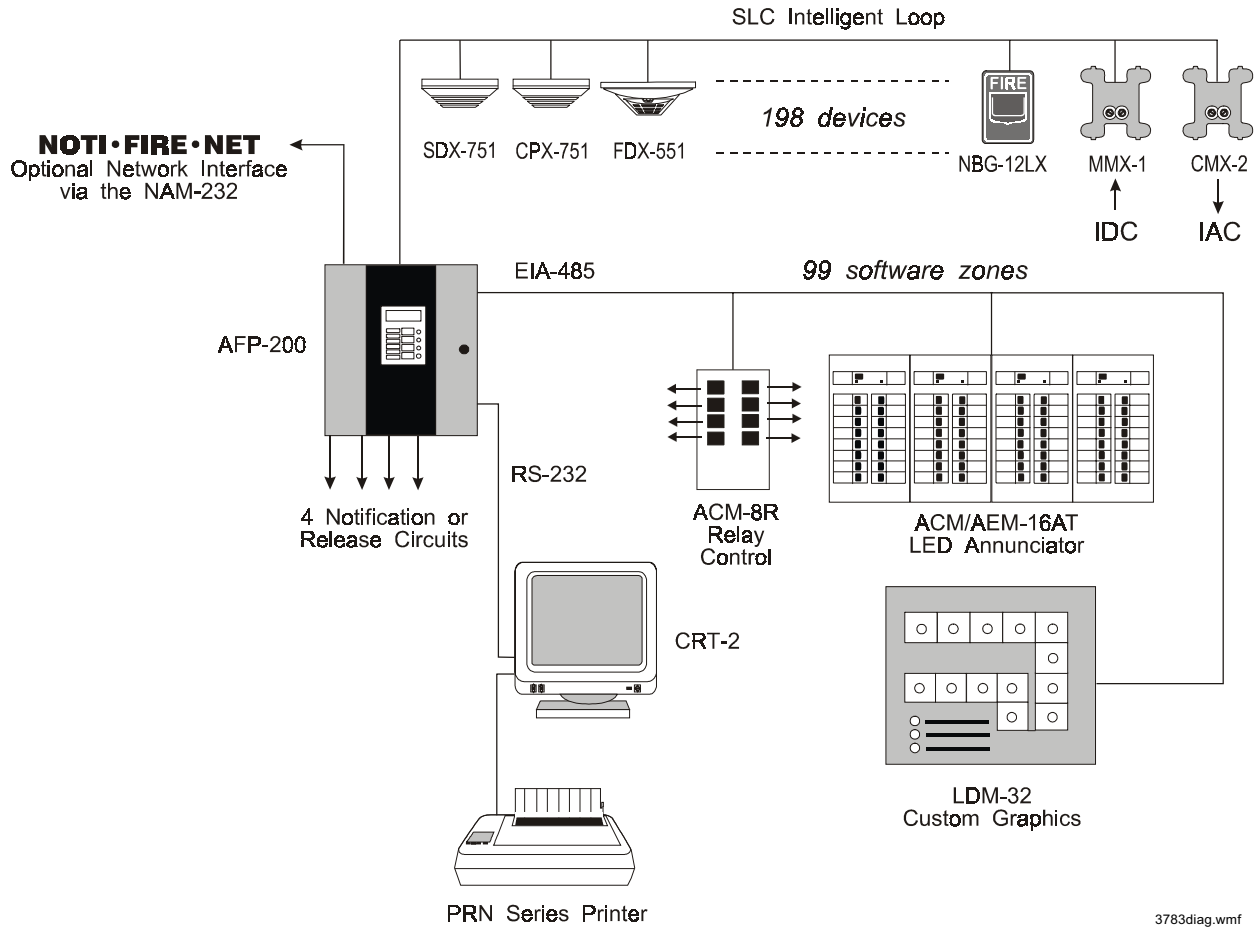 SLC Intelligent Loop
FIRE
198 devices
SDX-751 CPX-751 FDX-551
NBG-12LX MMX-1 CMX-2
IDC IAC
NOTI•FIRE•NET
Optional Network Interface
via the NAM-232
EIA-485
99 software zones
AFP-200
RS-232
4 Notification or
Release Circuits
ACM-8R
Relay
Control
ACM/AEM-16AT
LED Annunciator
CRT-2
LDM-32
Custom Graphics
PRN Series Printer
3783diag.wmf